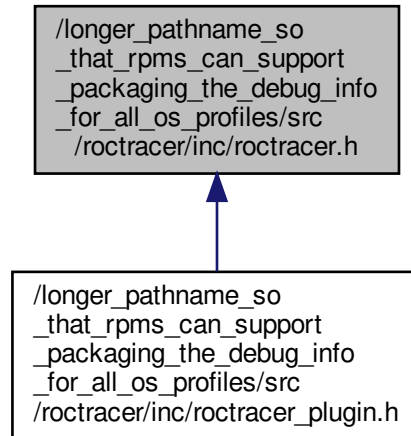 /longer_pathname_so
_that_rpms_can_support
_packaging_the_debug_info
_for_all_os_profiles/src
/roctracer/inc/roctracer.h
/longer_pathname_so
_that_rpms_can_support
_packaging_the_debug_info
_for_all_os_profiles/src
/roctracer/inc/roctracer_plugin.h